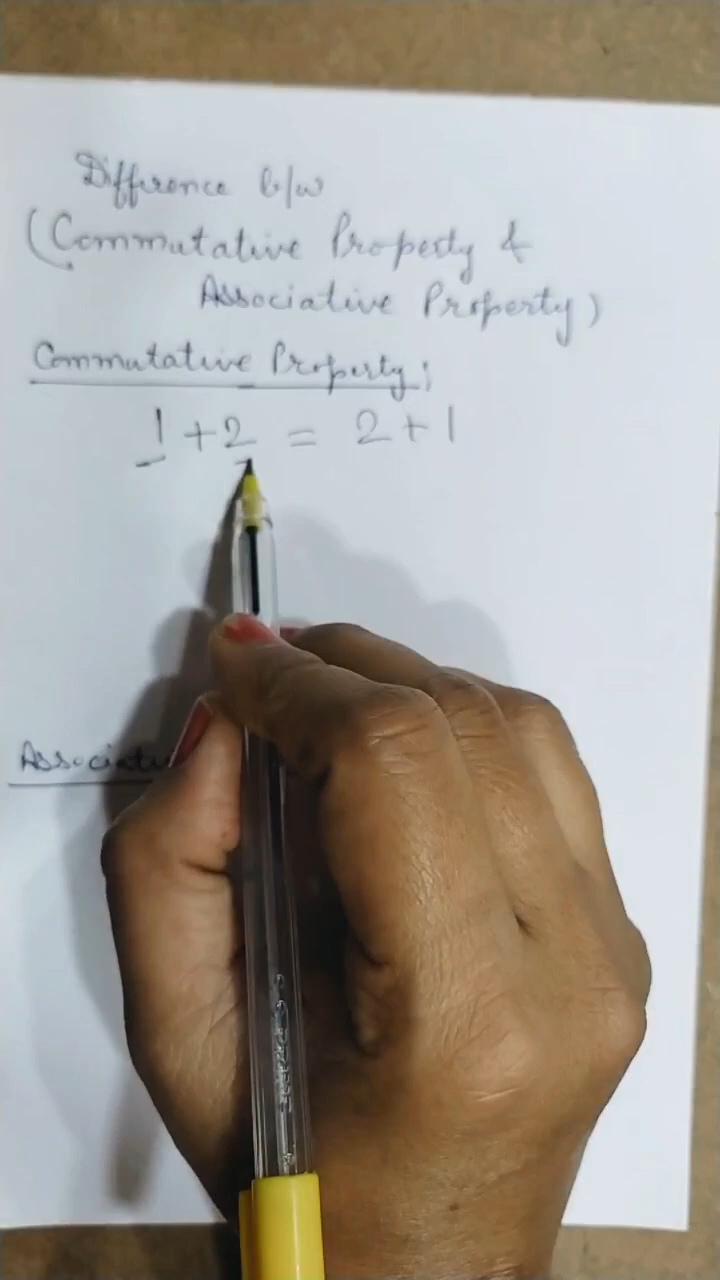 Difference b/w
(Commutative Property &
Associative Property)
Commutative Property;
1 + 2 = 2 + 1